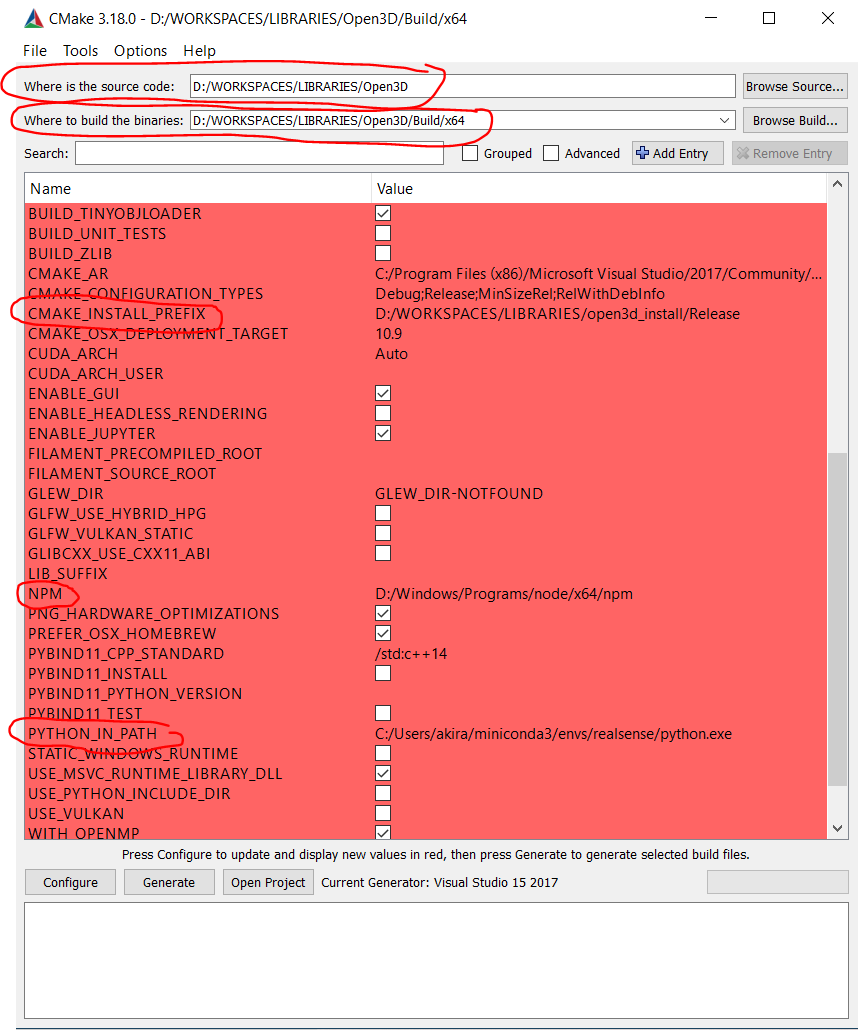 CMake 3.18.0 - D:/WORKSPACES/LIBRARIES/Open3D/Build/x64
File Tools Options Help
Where is the source code: D:/WORKSPACES/LIBRARIES/Open3D Browse Source...
Where to build the binaries: D:/WORKSPACES/LIBRARIES/Open3D/Build/x64 Browse Build...
Search: Grouped Advanced Add Entry Remove Entry
Name Value
BUILD_TINYOBJLOADER
BUILD_UNIT_TESTS
BUILD_ZLIB
CMAKE_AR C:/Program Files (x86)/Microsoft Visual Studio/2017/Community/...
CMAKE_CONFIGURATION_TYPES Debug;Release;MinSizeRel;RelWithDebInfo
CMAKE_INSTALL_PREFIX D:/WORKSPACES/LIBRARIES/open3d_install/Release
CMAKE_OSX_DEPLOYMENT_TARGET 10.9
CUDA_ARCH Auto
CUDA_ARCH_USER
ENABLE_GUI
ENABLE_HEADLESS_RENDERING
ENABLE_JUPYTER
FILAMENT_PRECOMPILED_ROOT
FILAMENT_SOURCE_ROOT
GLEW_DIR GLEW_DIR-NOTFOUND
GLFW_USE_HYBRID_HPG
GLFW_VULKAN_STATIC
GLIBCXX_USE_CXX11_ABI
LIB_SUFFIX
NPM D:/Windows/Programs/node/x64/npm
PNG_HARDWARE_OPTIMIZATIONS
PREFER_OSX_HOMEBREW
PYBIND11_CPP_STANDARD /std:c++14
PYBIND11_INSTALL
PYBIND11_PYTHON_VERSION
PYBIND11_TEST
PYTHON_IN_PATH C:/Users/akira/miniconda3/envs/realsense/python.exe
STATIC_WINDOWS_RUNTIME
USE_MSVC_RUNTIME_LIBRARY_DLL
USE_PYTHON_INCLUDE_DIR
USE_VULKAN
WITH_OPENMP
Press Configure to update and display new values in red, then press Generate to generate selected build files.
Configure Generate Open Project Current Generator: Visual Studio 15 2017